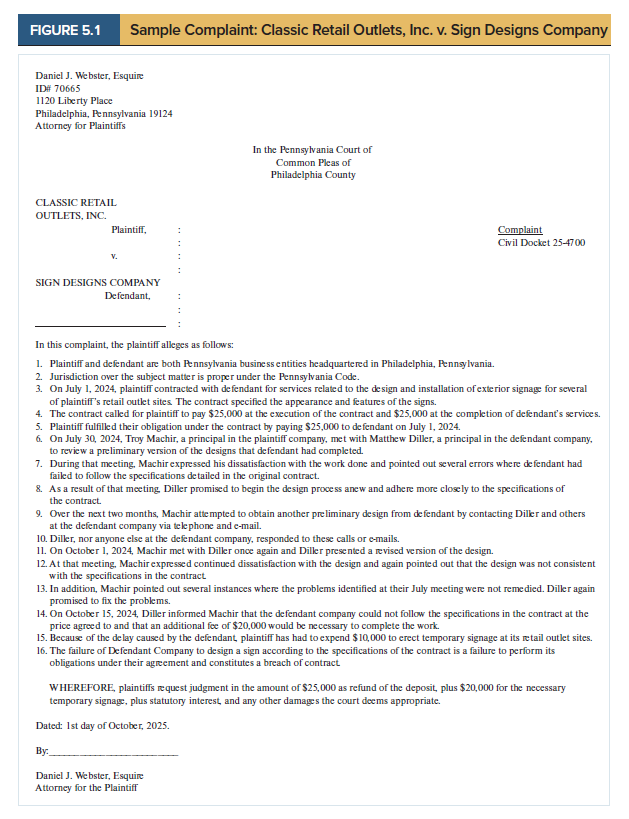 FIGURE 5.1 Sample Complaint: Classic Retail Outlets, Inc. v. Sign Designs Company
Daniel J. Webster, Esquire
ID# 70665
1120 Liberty Place
Philadelphia, Pennsylvania 19124
Attorney for Plaintiffs
In the Pennsylvania Court of
Common Pleas of
Philadelphia County
CLASSIC RETAIL
OUTLETS, INC.
Plaintiff, : Complaint
: Civil Docket 25-4700
v. :
:
SIGN DESIGNS COMPANY
Defendant, :
:
:
In this complaint, the plaintiff alleges as follows:
1. Plaintiff and defendant are both Pennsylvania business entities headquartered in Philadelphia, Pennsylvania.
2. Jurisdiction over the subject matter is proper under the Pennsylvania Code.
3. On July 1, 2024, plaintiff contracted with defendant for services related to the design and installation of exterior signage for several
of plaintiff's retail outlet sites. The contract specified the appearance and features of the signs.
4. The contract called for plaintiff to pay $25,000 at the execution of the contract and $25,000 at the completion of defendant's services.
5. Plaintiff fulfilled their obligation under the contract by paying $25,000 to defendant on July 1, 2024.
6. On July 30, 2024, Troy Machir, a principal in the plaintiff company, met with Matthew Diller, a principal in the defendant company,
to review a preliminary version of the designs that defendant had completed.
7. During that meeting, Machir expressed his dissatisfaction with the work done and pointed out several errors where defendant had
failed to follow the specifications detailed in the original contract.
8. As a result of that meeting, Diller promised to begin the design process anew and adhere more closely to the specifications of
the contract.
9. Over the next two months, Machir attempted to obtain another preliminary design from defendant by contacting Diller and others
at the defendant company via telephone and e-mail.
10. Diller, nor anyone else at the defendant company, responded to these calls or e-mails.
11. On October 1, 2024, Machir met with Diller once again and Diller presented a revised version of the design.
12. At that meeting, Machir expressed continued dissatisfaction with the design and again pointed out that the design was not consistent
with the specifications in the contract.
13. In addition, Machir pointed out several instances where the problems identified at their July meeting were not remedied. Diller again
promised to fix the problems.
14. On October 15, 2024, Diller informed Machir that the defendant company could not follow the specifications in the contract at the
price agreed to and that an additional fee of $20,000 would be necessary to complete the work.
15. Because of the delay caused by the defendant, plaintiff has had to expend $10,000 to erect temporary signage at its retail outlet sites.
16. The failure of Defendant Company to design a sign according to the specifications of the contract is a failure to perform its
obligations under their agreement and constitutes a breach of contract.
WHEREFORE, plaintiffs request judgment in the amount of $25,000 as refund of the deposit, plus $20,000 for the necessary
temporary signage, plus statutory interest, and any other damages the court deems appropriate.
Dated: 1st day of October, 2025.
By:
Daniel J. Webster, Esquire
Attorney for the Plaintiff